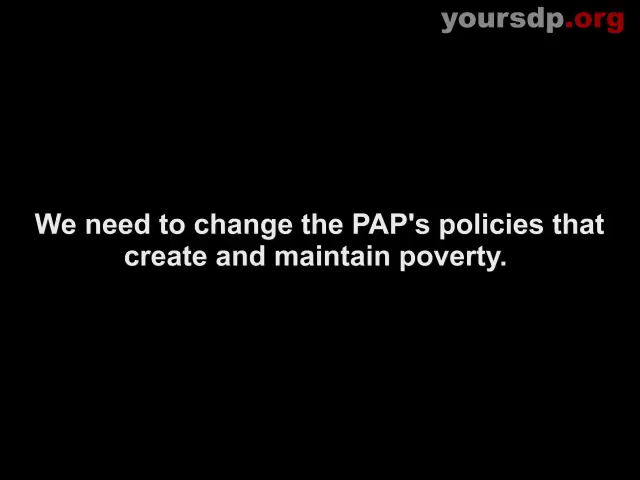 yoursdp.org
We need to change the PAP's policies that
create and maintain poverty.